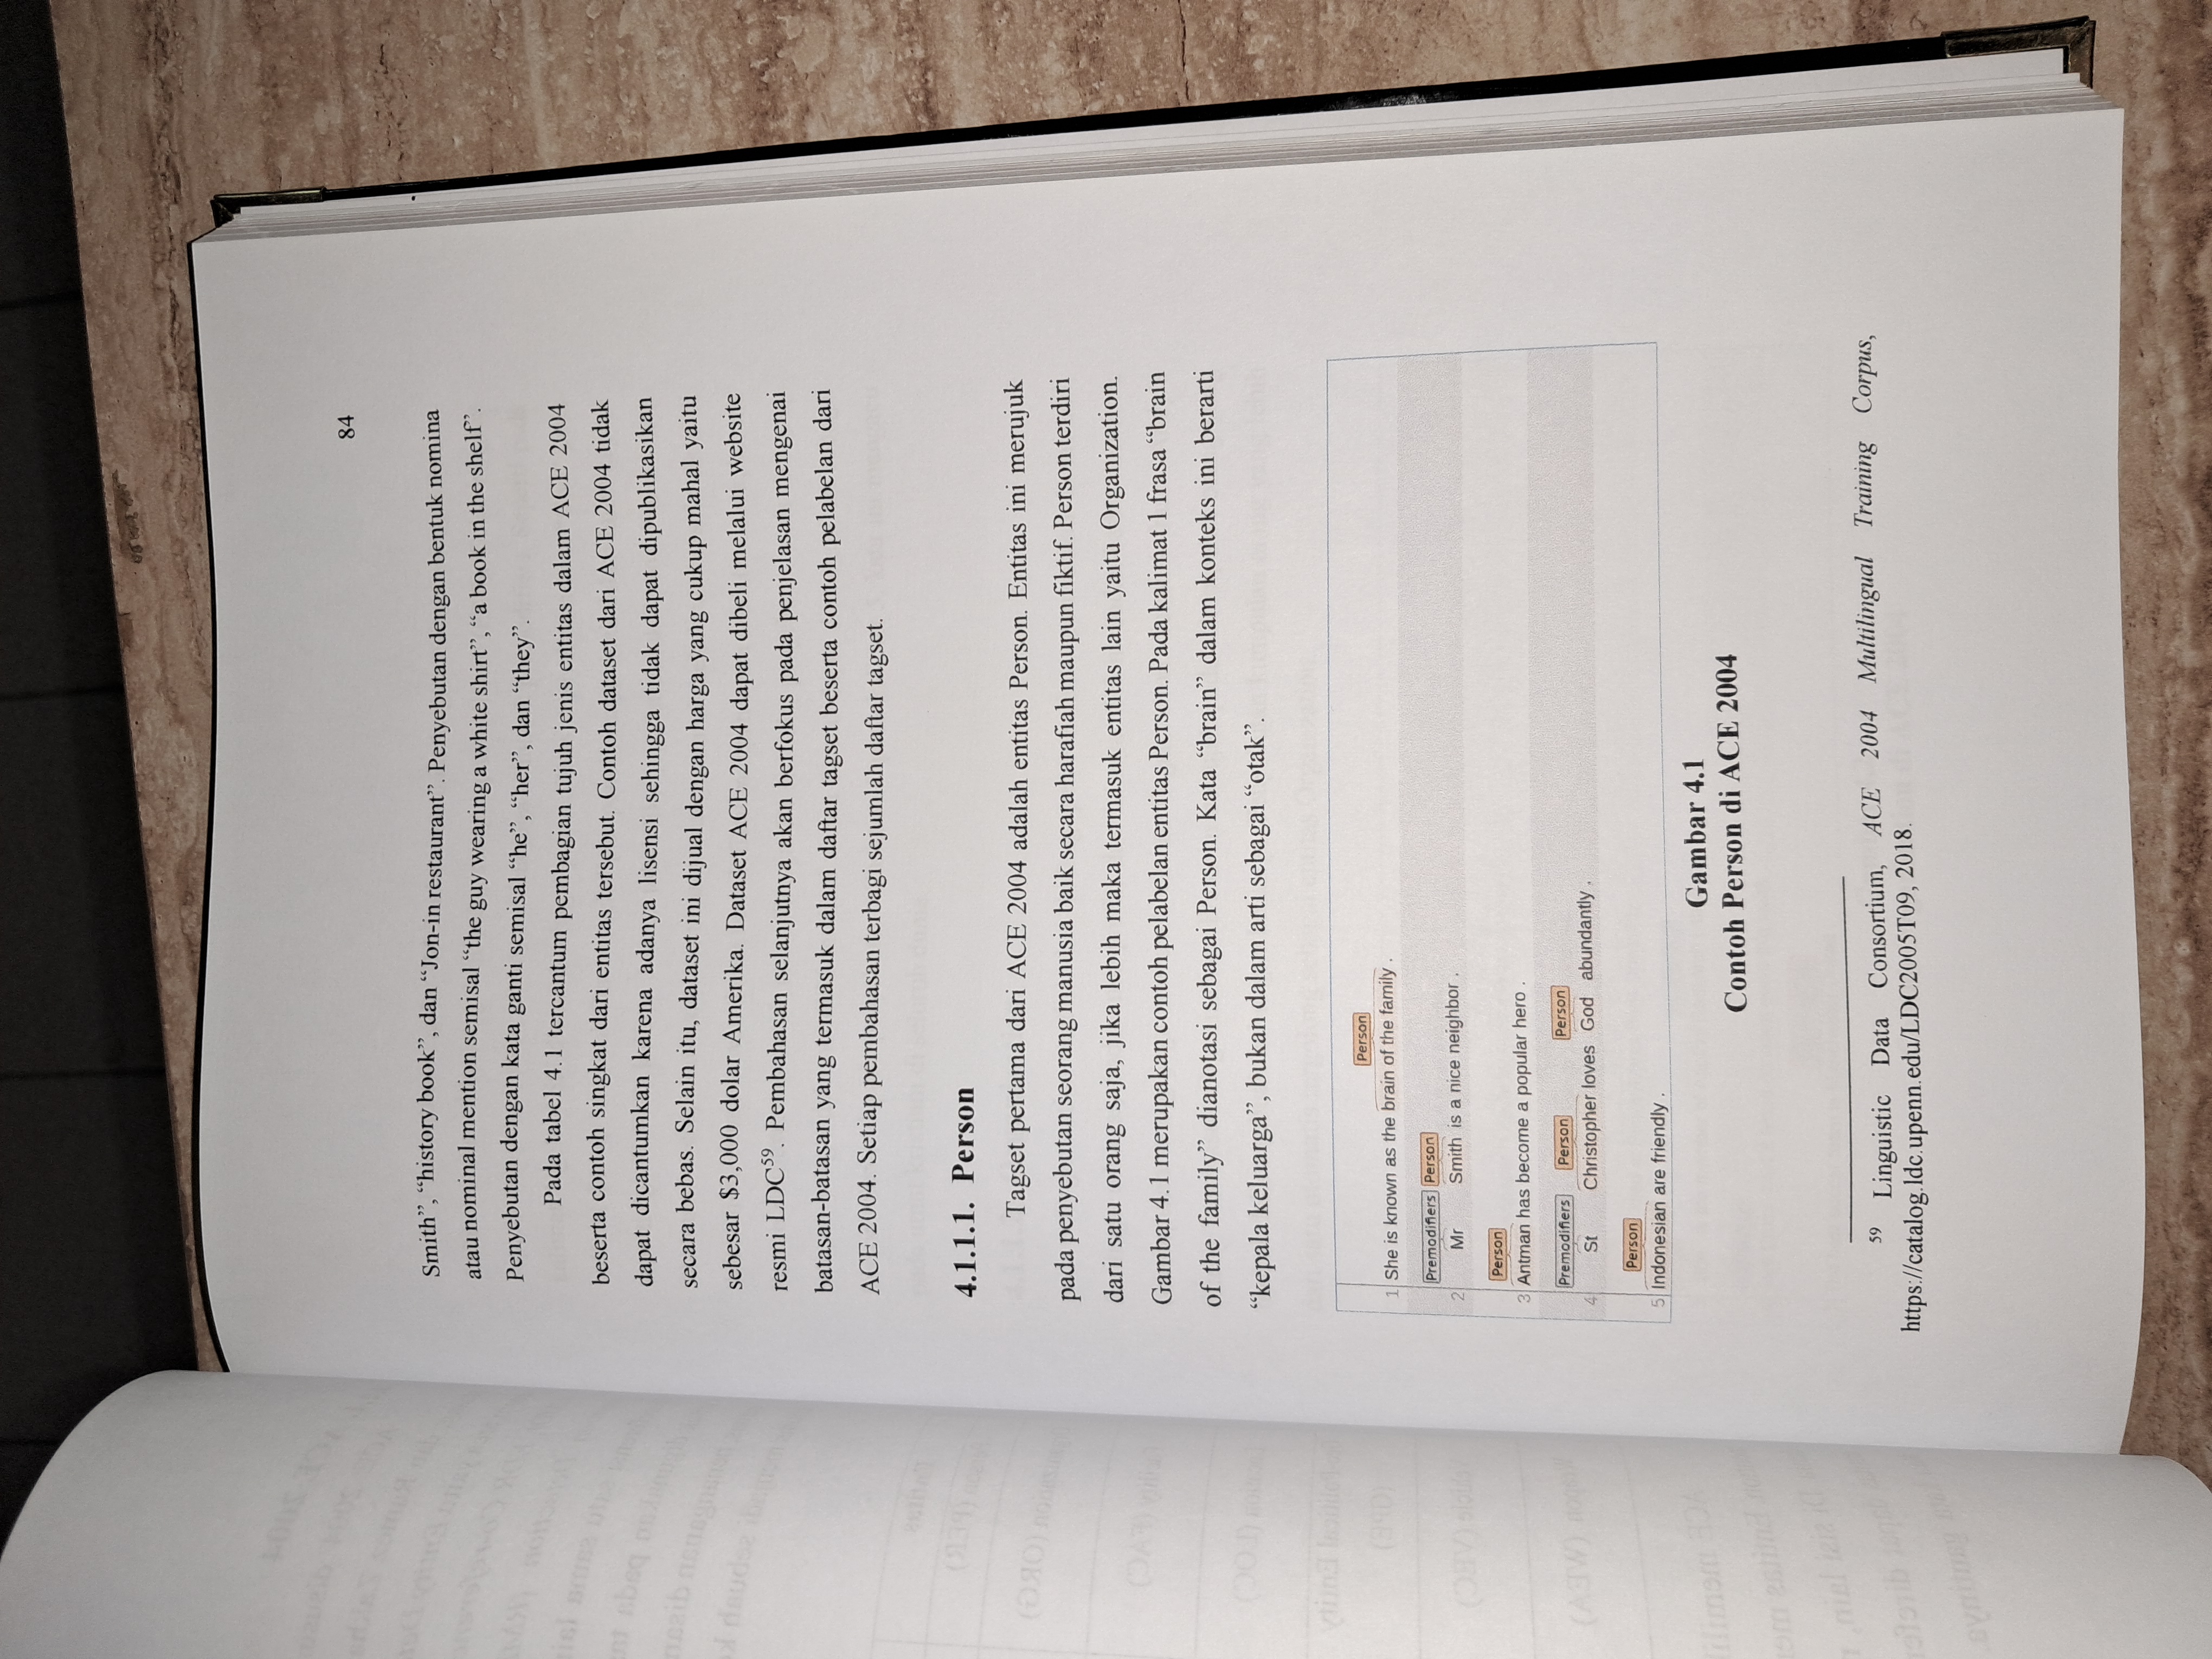 84
Smith”, “history book”, dan “Jon-in restaurant”. Penyebutan dengan bentuk nomina
atau nominal mention semisal “the guy wearing a white shirt”, “a book in the shelf”.
Penyebutan dengan kata ganti semisal “he”, “her”, dan “they”.
Pada tabel 4.1 tercantum pembagian tujuh jenis entitas dalam ACE 2004
beserta contoh singkat dari entitas tersebut. Contoh dataset dari ACE 2004 tidak
dapat dicantumkan karena adanya lisensi sehingga tidak dapat dipublikasikan
secara bebas. Selain itu, dataset ini dijual dengan harga yang cukup mahal yaitu
sebesar $3,000 dolar Amerika. Dataset ACE 2004 dapat dibeli melalui website
resmi LDC59. Pembahasan selanjutnya akan berfokus pada penjelasan mengenai
batasan-batasan yang termasuk dalam daftar tagset beserta contoh pelabelan dari
ACE 2004. Setiap pembahasan terbagi sejumlah daftar tagset.
4.1.1.1. Person
Tagset pertama dari ACE 2004 adalah entitas Person. Entitas ini merujuk
pada penyebutan seorang manusia baik secara harafiah maupun fiktif. Person terdiri
dari satu orang saja, jika lebih maka termasuk entitas lain yaitu Organization.
Gambar 4.1 merupakan contoh pelabelan entitas Person. Pada kalimat 1 frasa “brain
of the family” dianotasi sebagai Person. Kata “brain” dalam konteks ini berarti
“kepala keluarga”, bukan dalam arti sebagai “otak”.
Person
1 She is known as the brain of the family .
Premodifiers Person
2 Mr Smith is a nice neighbor .
Person
3 Antman has become a popular hero .
Premodifiers Person Person
4 St Christopher loves God abundantly .
Person
5 Indonesian are friendly .
Gambar 4.1
Contoh Person di ACE 2004
59 Linguistic Data Consortium, ACE 2004 Multilingual Training Corpus,
https://catalog.ldc.upenn.edu/LDC2005T09, 2018.